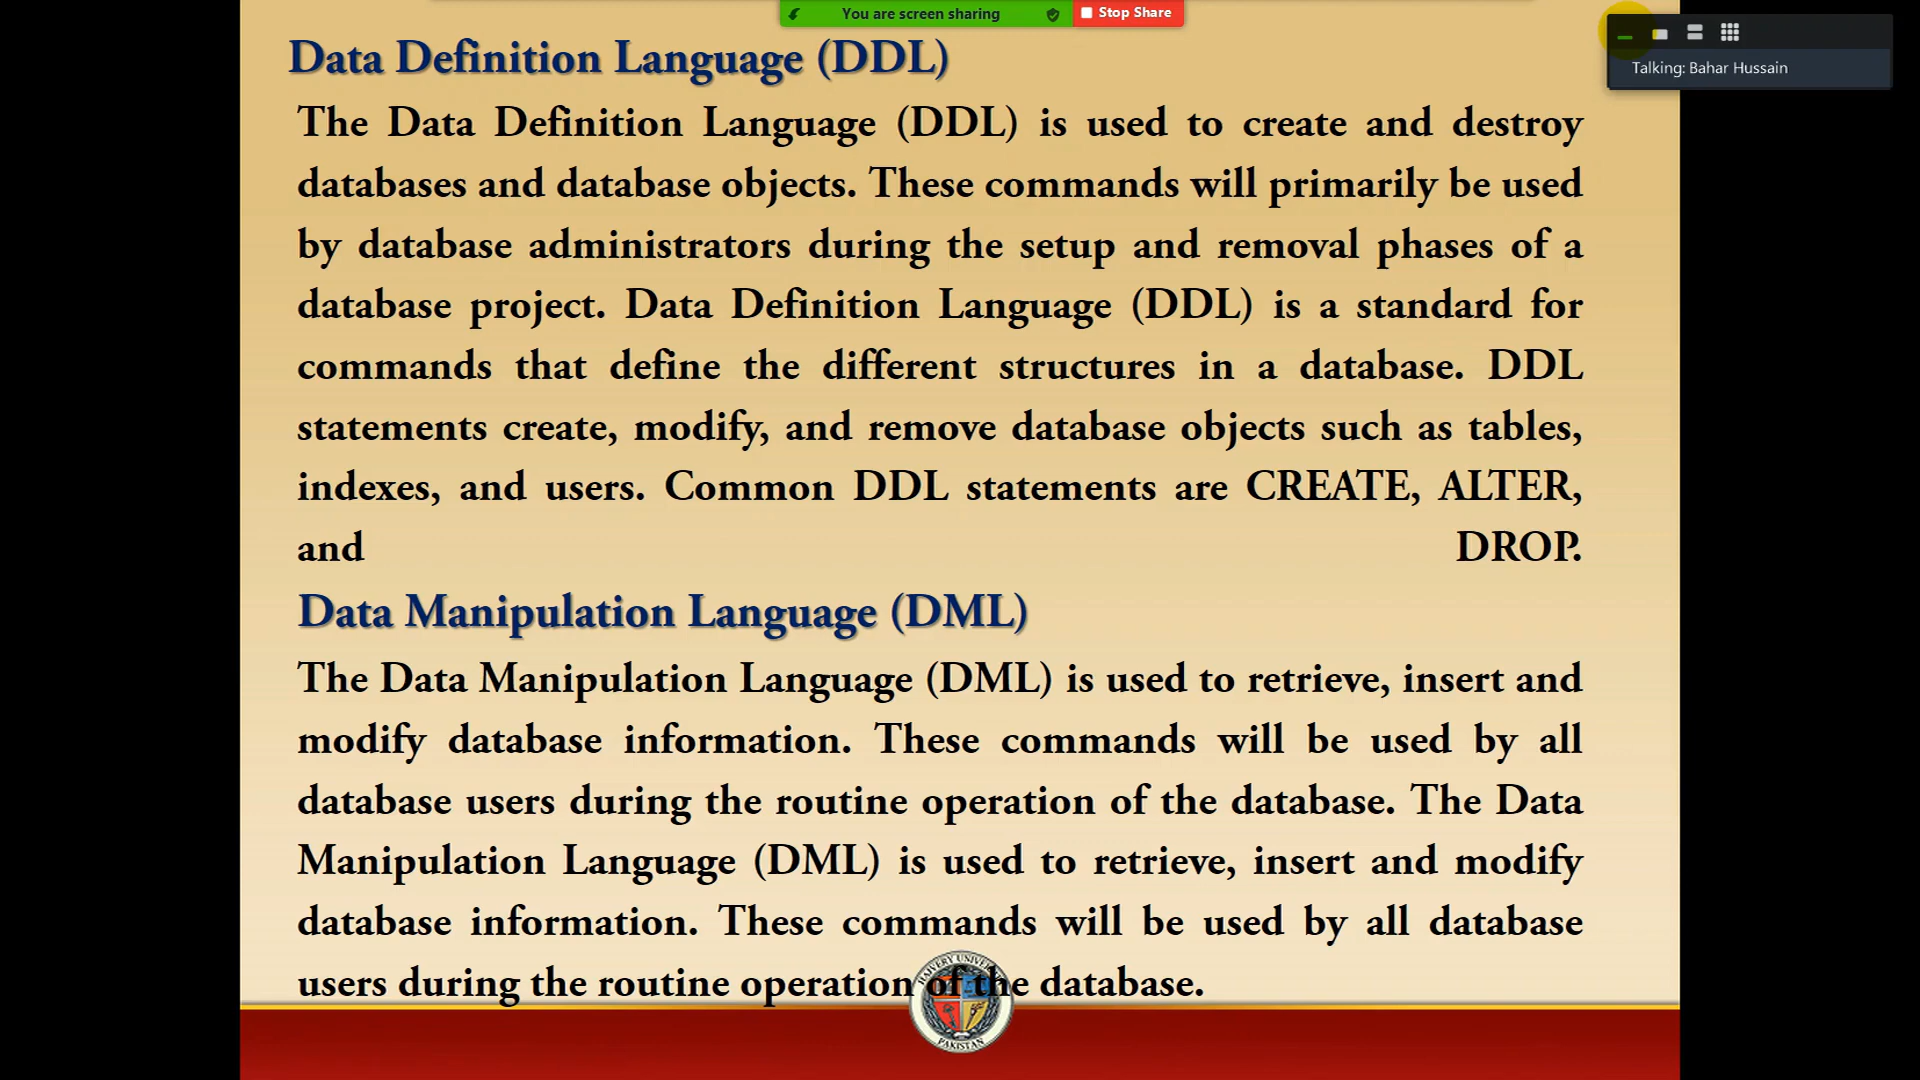 You are screen sharing
Stop Share
Talking: Bahar Hussain
Data Definition Language (DDL)
The Data Definition Language (DDL) is used to create and destroy
databases and database objects. These commands will primarily be used
by database administrators during the setup and removal phases of a
database project. Data Definition Language (DDL) is a standard for
commands that define the different structures in a database. DDL
statements create, modify, and remove database objects such as tables,
indexes, and users. Common DDL statements are CREATE, ALTER,
and DROP.
Data Manipulation Language (DML)
The Data Manipulation Language (DML) is used to retrieve, insert and
modify database information. These commands will be used by all
database users during the routine operation of the database. The Data
Manipulation Language (DML) is used to retrieve, insert and modify
database information. These commands will be used by all database
users during the routine operation of the database.
PAKISTAN